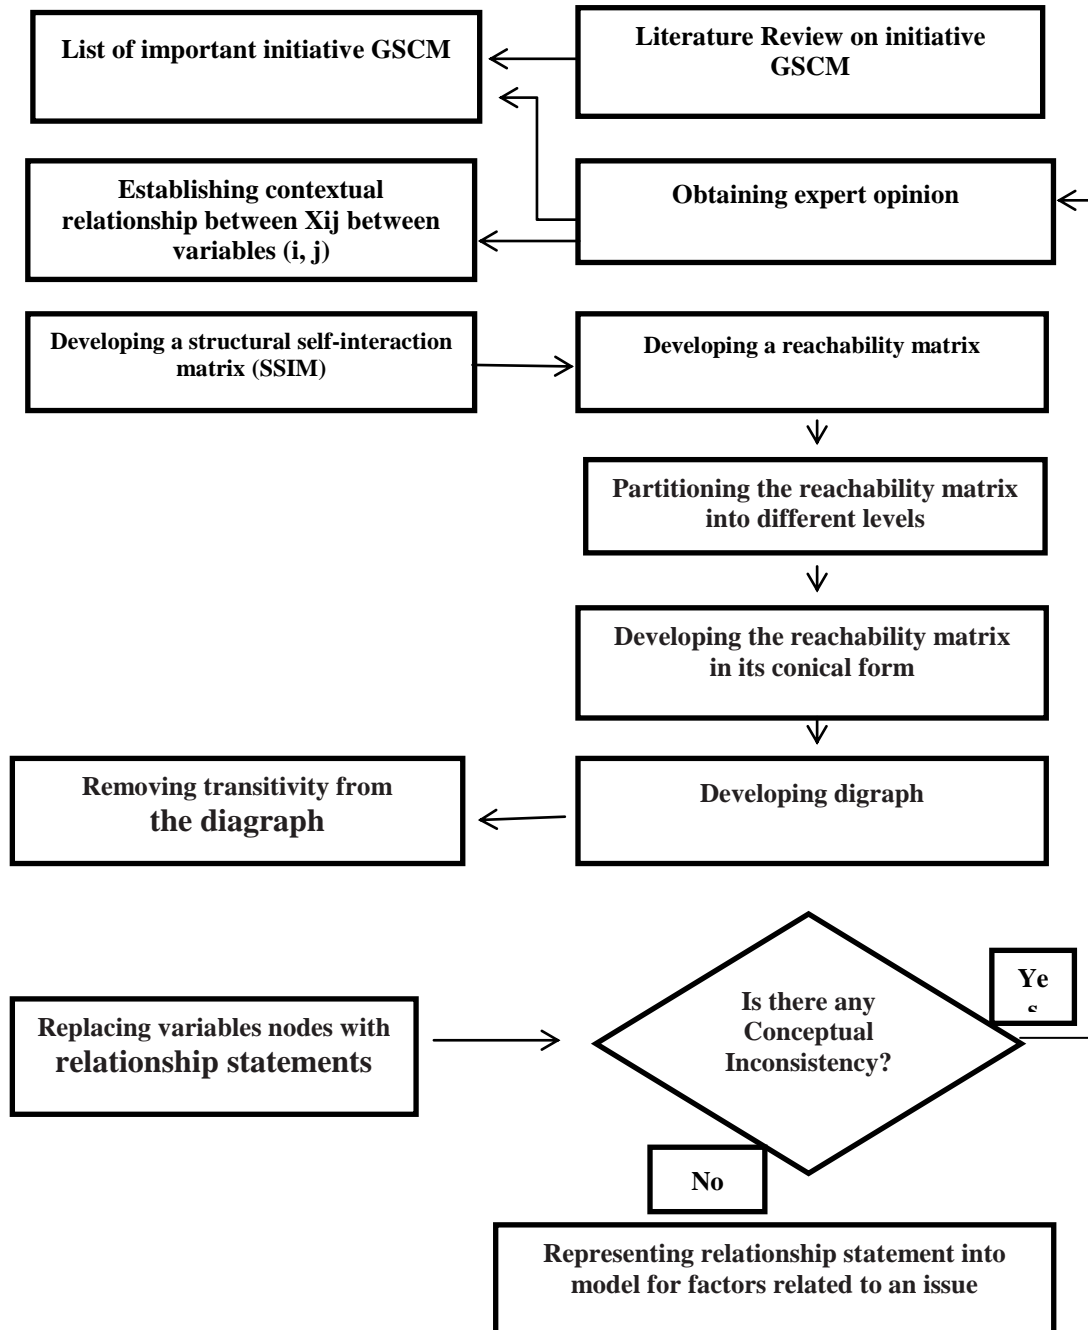 List of important initiative GSCM
Literature Review on initiative
GSCM
Establishing contextual
relationship between Xij between
variables (i, j)
Obtaining expert opinion
Developing a structural self-interaction
matrix (SSIM)
Developing a reachability matrix
Partitioning the reachability matrix
into different levels
Developing the reachability matrix
in its conical form
Removing transitivity from
the diagraph
Developing digraph
Replacing variables nodes with
relationship statements
Is there any
Conceptual
Inconsistency?
Ye
s
No
Representing relationship statement into
model for factors related to an issue